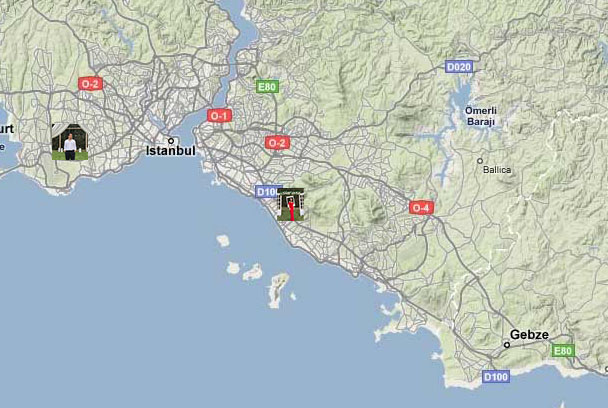 O-2
D020
E80
O-1
Ömerli
Barajı
urt
e
Istanbul
O-2
Ballica
D100
O-4
Gebze
E80
D100